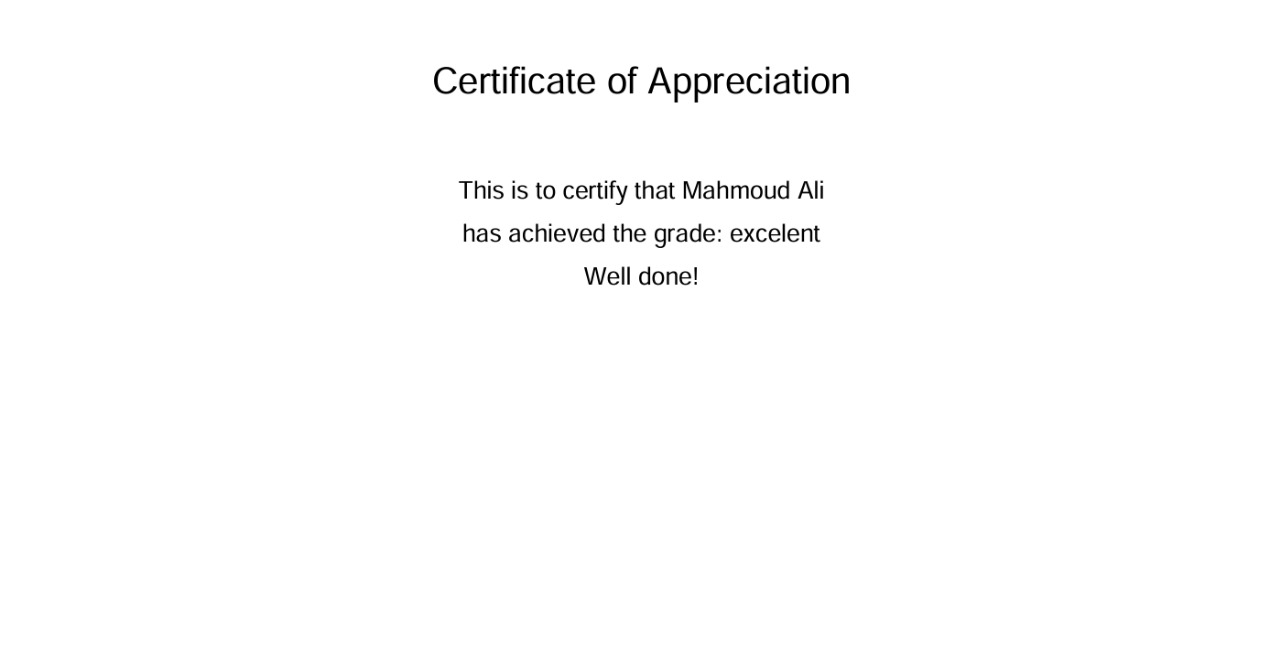 Certificate of Appreciation
This is to certify that Mahmoud Ali
has achieved the grade: excelent
Well done!